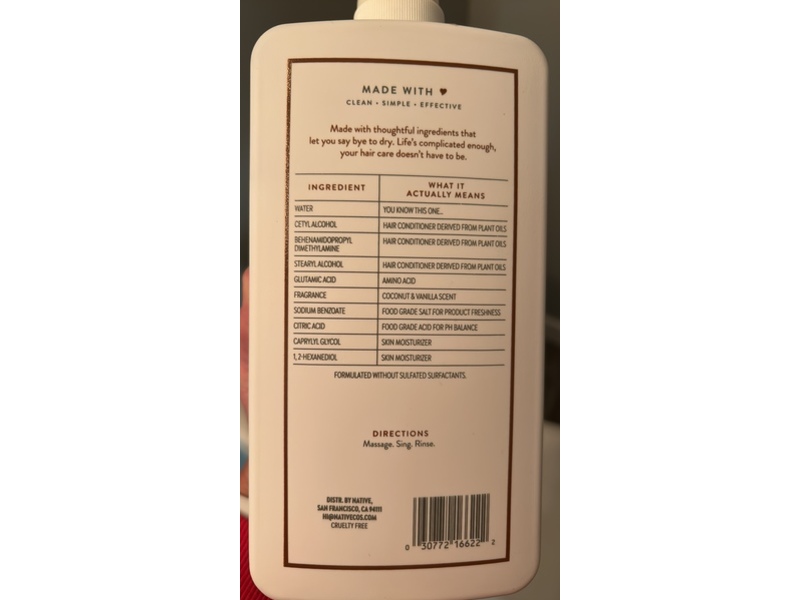 MADE WITH ♥
CLEAN • SIMPLE • EFFECTIVE
Made with thoughtful ingredients that
let you say bye to dry. Life's complicated enough,
your hair care doesn't have to be.
INGREDIENT WHAT IT ACTUALLY MEANS
WATER YOU KNOW THIS ONE...
CETYL ALCOHOL HAIR CONDITIONER DERIVED FROM PLANT OILS
BEHENAMIDOPROPYL DIMETHYLAMINE HAIR CONDITIONER DERIVED FROM PLANT OILS
STEARYL ALCOHOL HAIR CONDITIONER DERIVED FROM PLANT OILS
GLUTAMIC ACID AMINO ACID
FRAGRANCE COCONUT & VANILLA SCENT
SODIUM BENZOATE FOOD GRADE SALT FOR PRODUCT FRESHNESS
CITRIC ACID FOOD GRADE ACID FOR PH BALANCE
CAPRYLYL GLYCOL SKIN MOISTURIZER
1, 2-HEXANEDIOL SKIN MOISTURIZER
FORMULATED WITHOUT SULFATED SURFACTANTS.
DIRECTIONS
Massage. Sing. Rinse.
DISTR. BY NATIVE,
SAN FRANCISCO, CA 94111
HI@NATIVECOS.COM
CRUELTY FREE
0 30772 16622 2